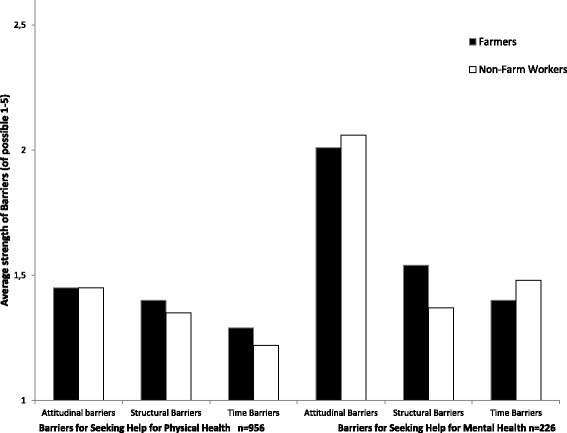 2,5
Farmers
Non-Farm Workers
Average strength of Barriers (of possible 1-5)
2
1,5
1
Attitudinal barriers Structural Barriers Time Barriers Attitudinal Barriers Structural Barriers Time Barriers
Barriers for Seeking Help for Physical Health n=956 Barriers for Seeking Help for Mental Health n=226